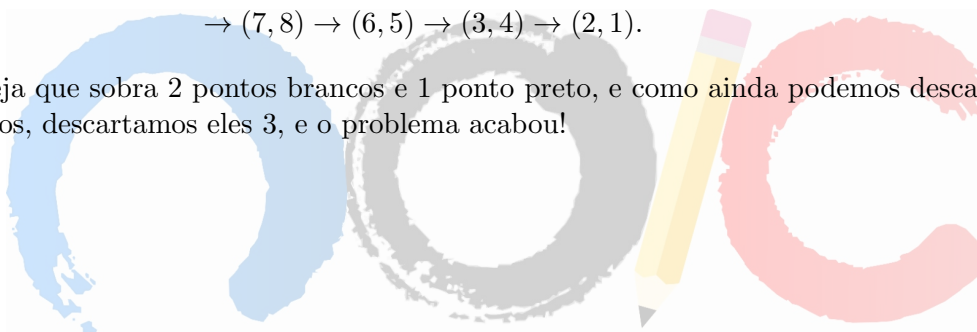 → (7, 8) → (6, 5) → (3, 4) → (2, 1).
eja que sobra 2 pontos brancos e 1 ponto preto, e como ainda podemos desca
os, descartamos eles 3, e o problema acabou!